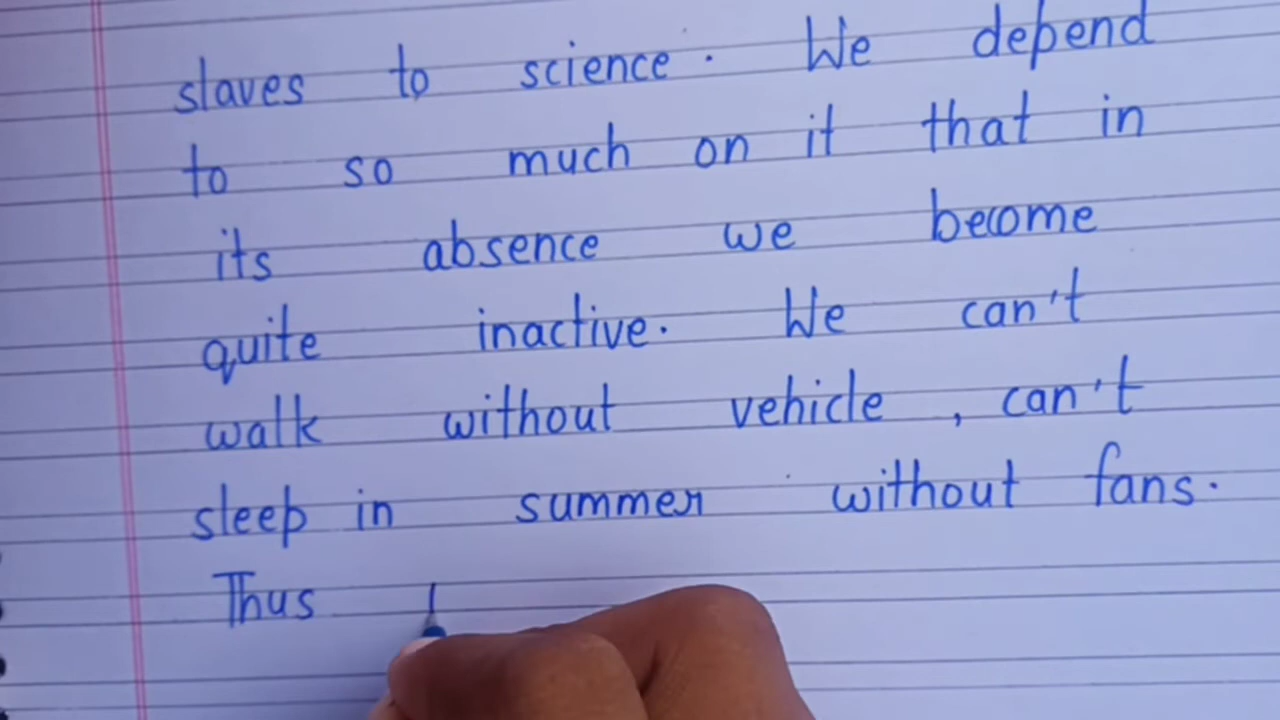 slaves to science. We depend
to so much on it that in
its absence we become
quite inactive. We can't
walk without vehicle, can't
sleep in summer without fans.
Thus